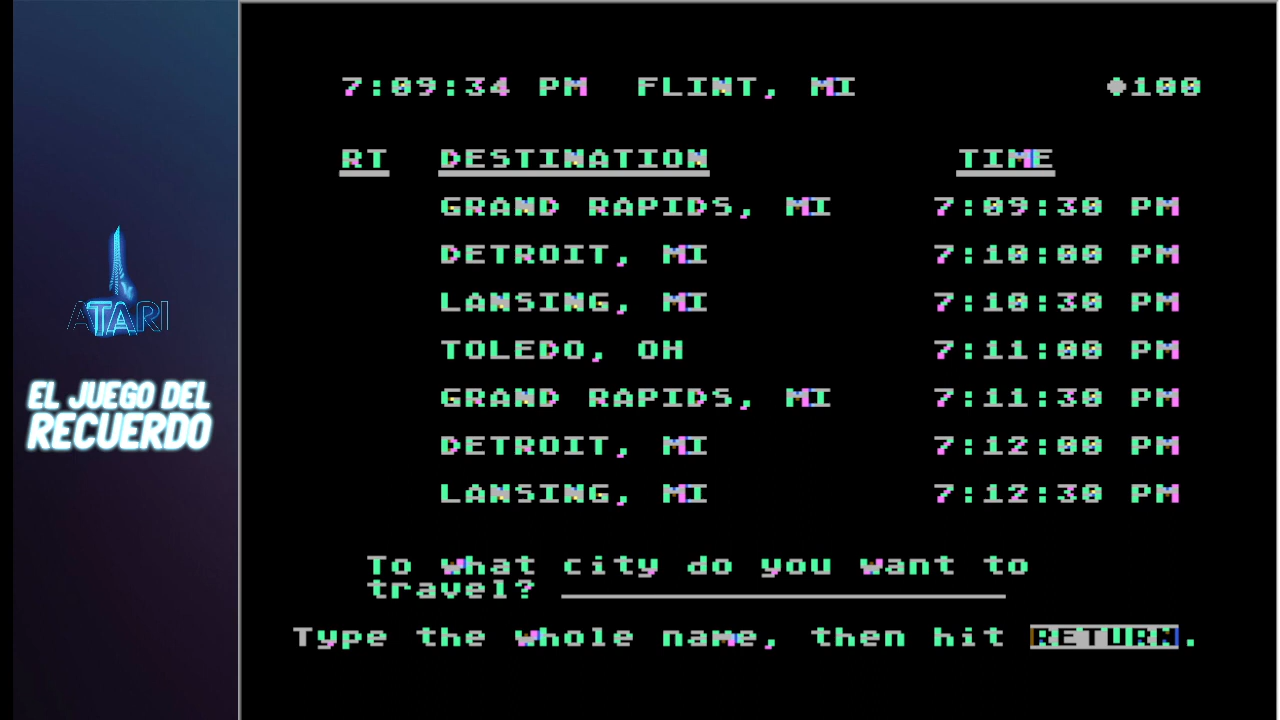 7:09:34 PM FLINT, MI ◆100
RT DESTINATION TIME
GRAND RAPIDS, MI 7:09:30 PM
DETROIT, MI 7:10:00 PM
LANSING, MI 7:10:30 PM
TOLEDO, OH 7:11:00 PM
GRAND RAPIDS, MI 7:11:30 PM
DETROIT, MI 7:12:00 PM
LANSING, MI 7:12:30 PM
To what city do you want to
travel?
Type the whole name, then hit RETURN.
ATARI
EL JUEGO DEL
RECUERDO